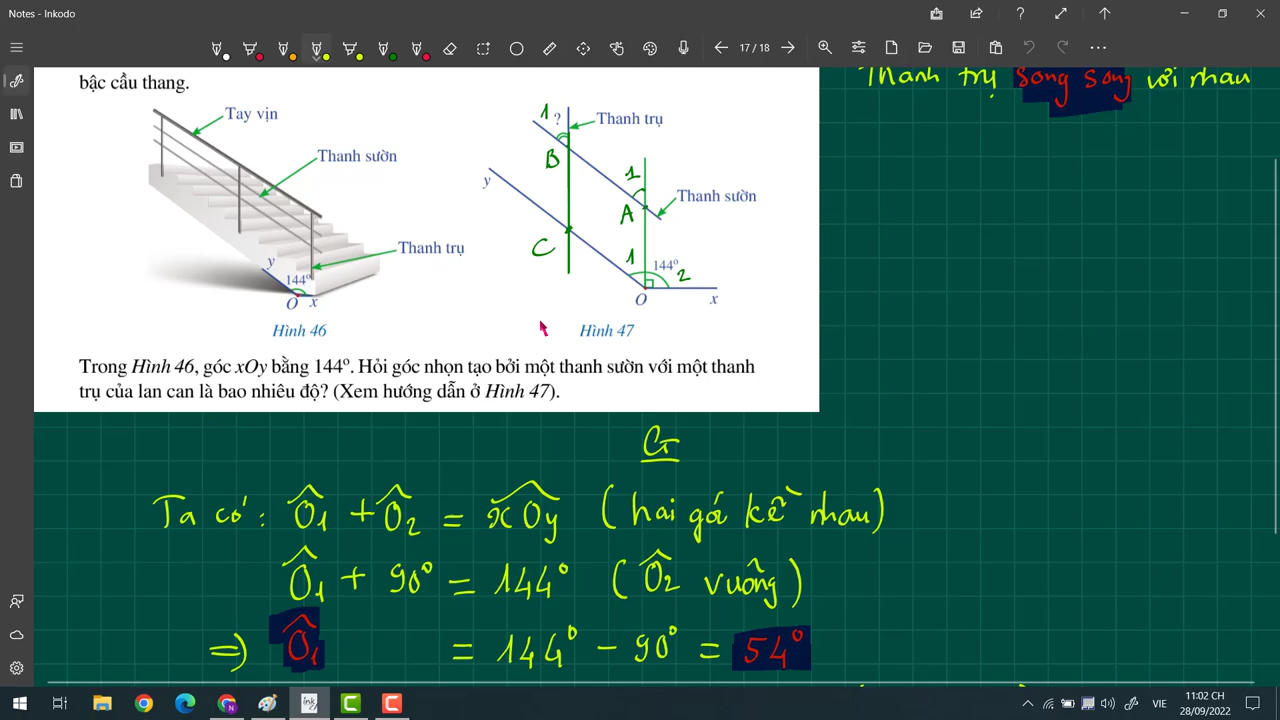 Notes - Inkodo
17 / 18
bậc cầu thang.
Thanh trụ song song với nhau
Tay vịn
Thanh sườn
Thanh trụ
y
144°
O
x
Hình 46
1
?
Thanh trụ
B
y
1
A
Thanh sườn
C
1
144°
2
O
x
Hình 47
Trong Hình 46, góc xOy bằng 144°. Hỏi góc nhọn tạo bởi một thanh sườn với một thanh
trụ của lan can là bao nhiêu độ? (Xem hướng dẫn ở Hình 47).
G
Ta có: Ô1 + Ô2 = xOy (hai góc kề nhau)
Ô1 + 90° = 144° (Ô2 vuông)
=> Ô1 = 144° - 90° = 54°
VIE
11:02 CH
28/09/2022